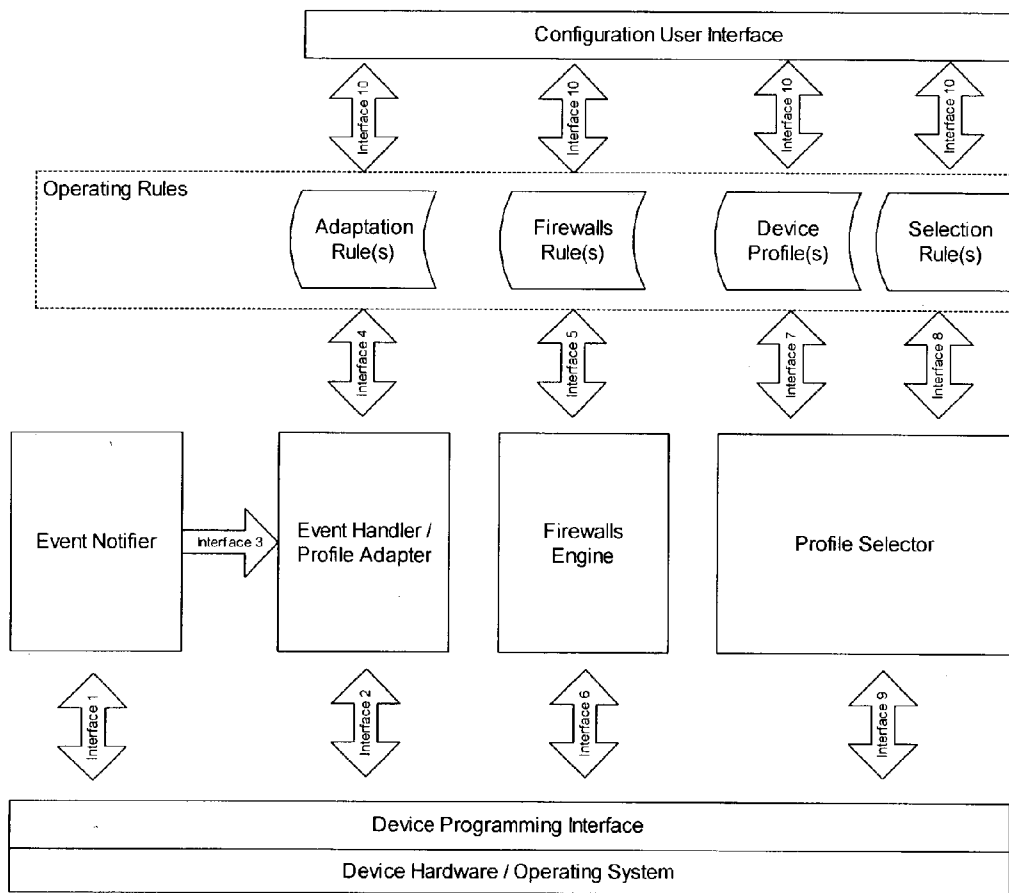 Configuration User Interface
Interface 10
Interface 10
Interface 10
Interface 10
Operating Rules
Adaptation
Rule(s)
Firewalls
Rule(s)
Device
Profile(s)
Selection
Rule(s)
Interface 4
Interface 5
Interface 7
Interface 8
Event Notifier
Interface 3
Event Handler /
Profile Adapter
Firewalls
Engine
Profile Selector
Interface 1
Interface 2
Interface 6
Interface 9
Device Programming Interface
Device Hardware / Operating System